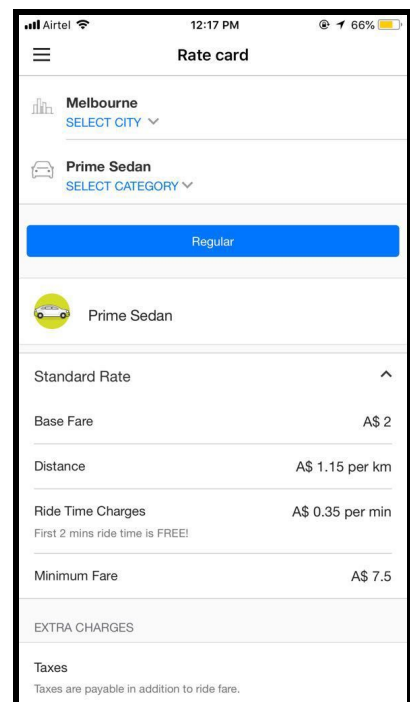 Airtel 12:17 PM 66%
Rate card
Melbourne
SELECT CITY
Prime Sedan
SELECT CATEGORY
Regular
Prime Sedan
Standard Rate
Base Fare A$ 2
Distance A$ 1.15 per km
Ride Time Charges A$ 0.35 per min
First 2 mins ride time is FREE!
Minimum Fare A$ 7.5
EXTRA CHARGES
Taxes
Taxes are payable in addition to ride fare.